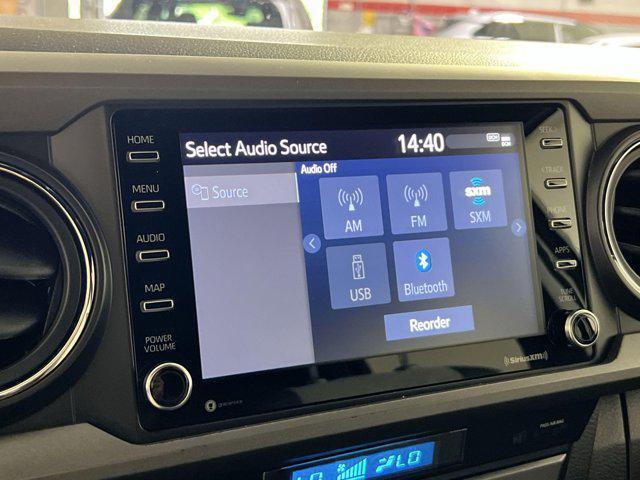 HOME
MENU
AUDIO
MAP
POWER
VOLUME
Select Audio Source
14:40
Audio Off
Source
AM
FM
sxm
SXM
USB
Bluetooth
Reorder
SEEK
TRACK
PHONE
APPS
TUNE
SCROLL
SiriusXM
LO
LO